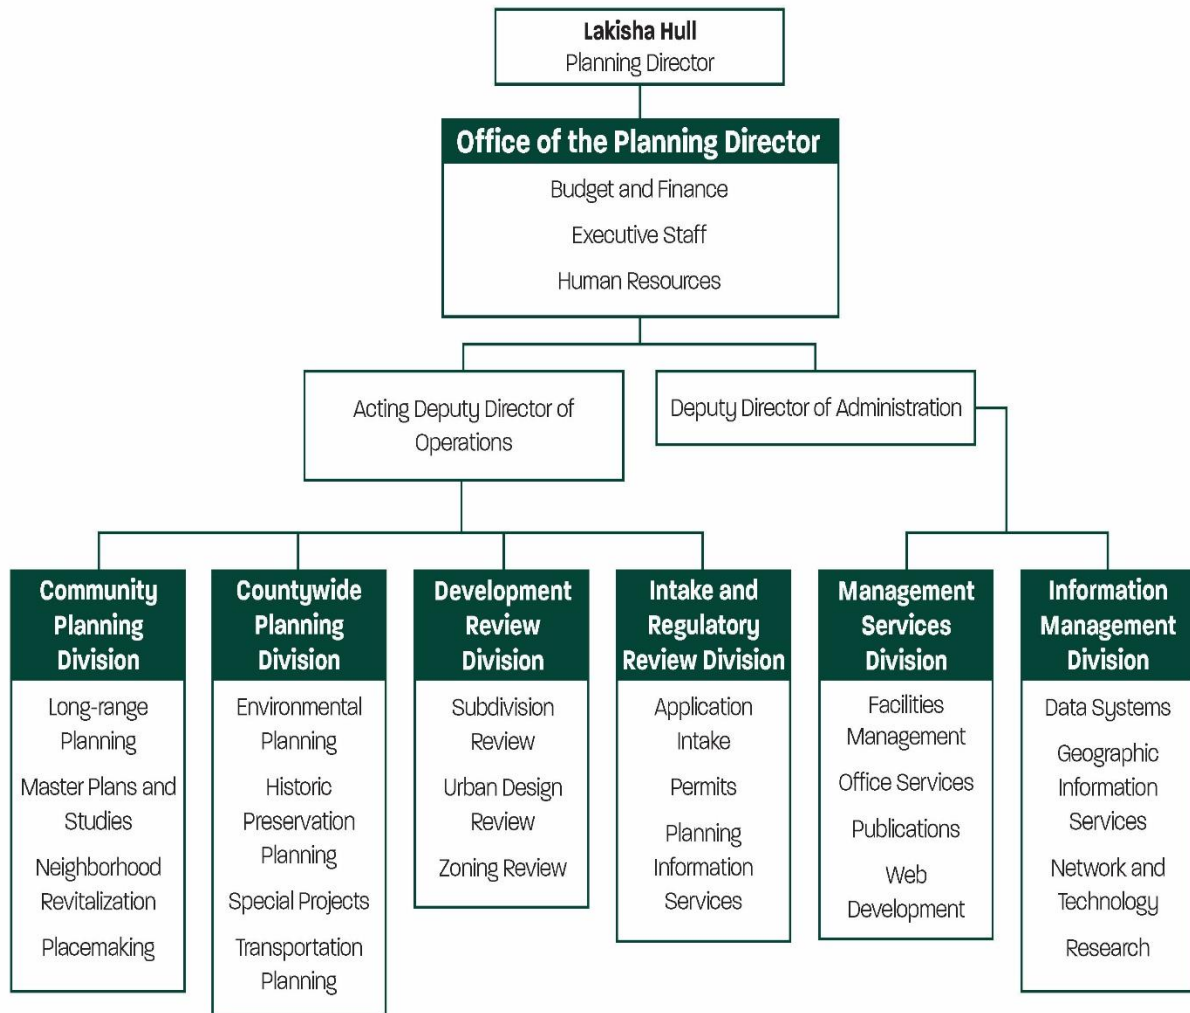 Lakisha Hull
Planning Director
Office of the Planning Director
Budget and Finance
Executive Staff
Human Resources
Acting Deputy Director of
Operations
Deputy Director of Administration
Community
Planning
Division
Long-range
Planning
Master Plans and
Studies
Neighborhood
Revitalization
Placemaking
Countywide
Planning
Division
Environmental
Planning
Historic
Preservation
Planning
Special Projects
Transportation
Planning
Development
Review
Division
Subdivision
Review
Urban Design
Review
Zoning Review
Intake and
Regulatory
Review Division
Application
Intake
Permits
Planning
Information
Services
Management
Services
Division
Facilities
Management
Office Services
Publications
Web
Development
Information
Management
Division
Data Systems
Geographic
Information
Services
Network and
Technology
Research